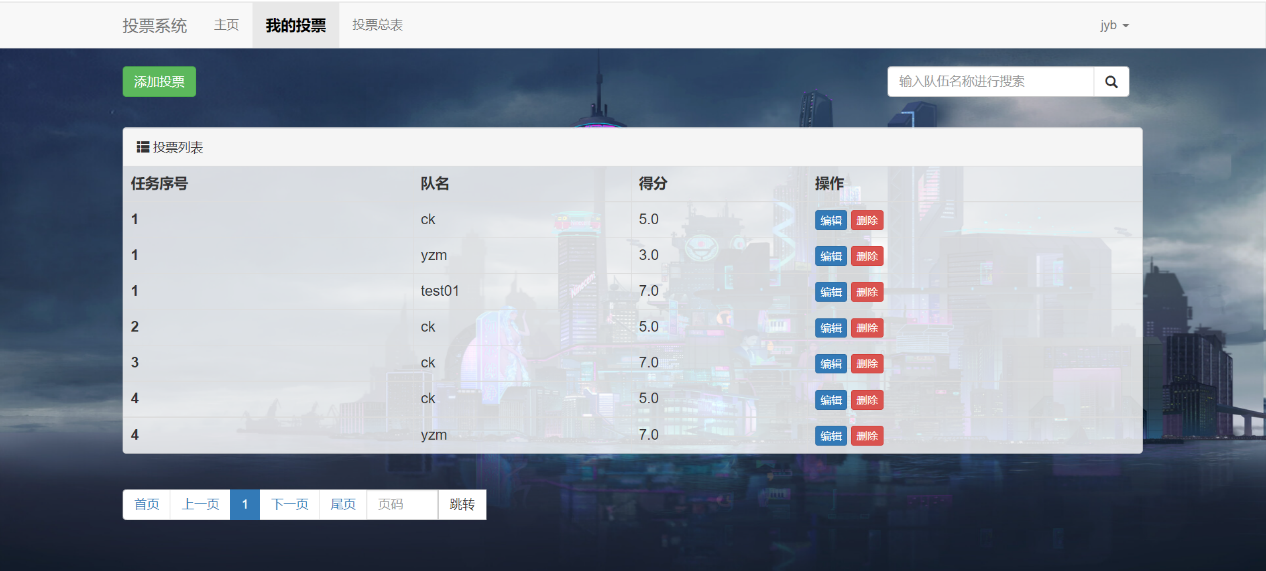 投票系统 主页 我的投票 投票总表 jyb
添加投票 输入队伍名称进行搜索
投票列表
任务序号 队名 得分 操作
1 ck 5.0 编辑 删除
1 yzm 3.0 编辑 删除
1 test01 7.0 编辑 删除
2 ck 5.0 编辑 删除
3 ck 7.0 编辑 删除
4 ck 5.0 编辑 删除
4 yzm 7.0 编辑 删除
首页 上一页 1 下一页 尾页 页码 跳转